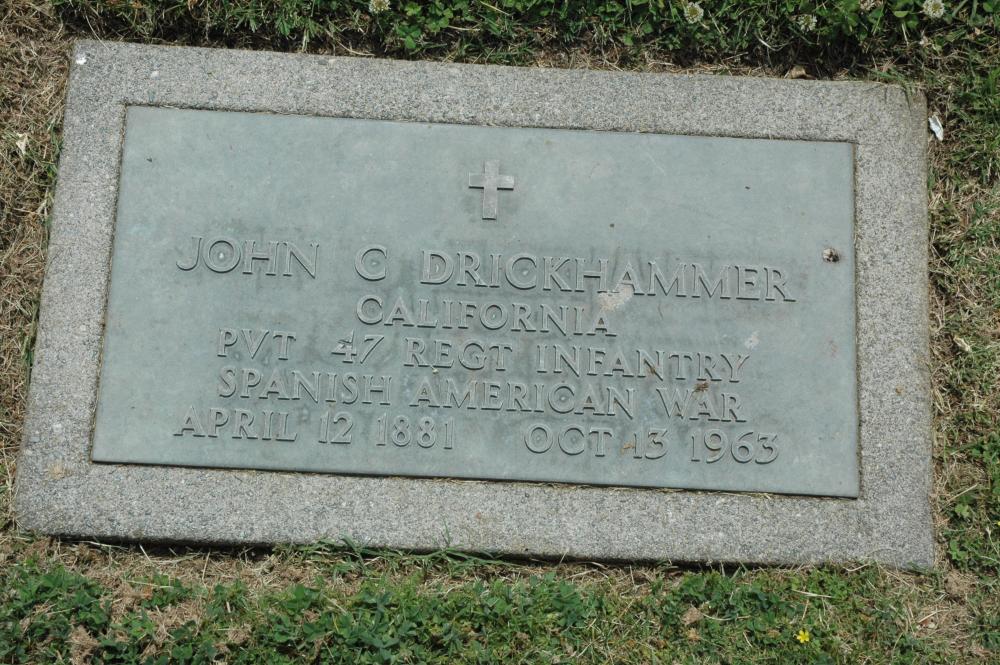 JOHN C DRICKHAMMER
CALIFORNIA
PVT 47 REGT INFANTRY
SPANISH AMERICAN WAR
APRIL 12 1881 OCT 13 1963